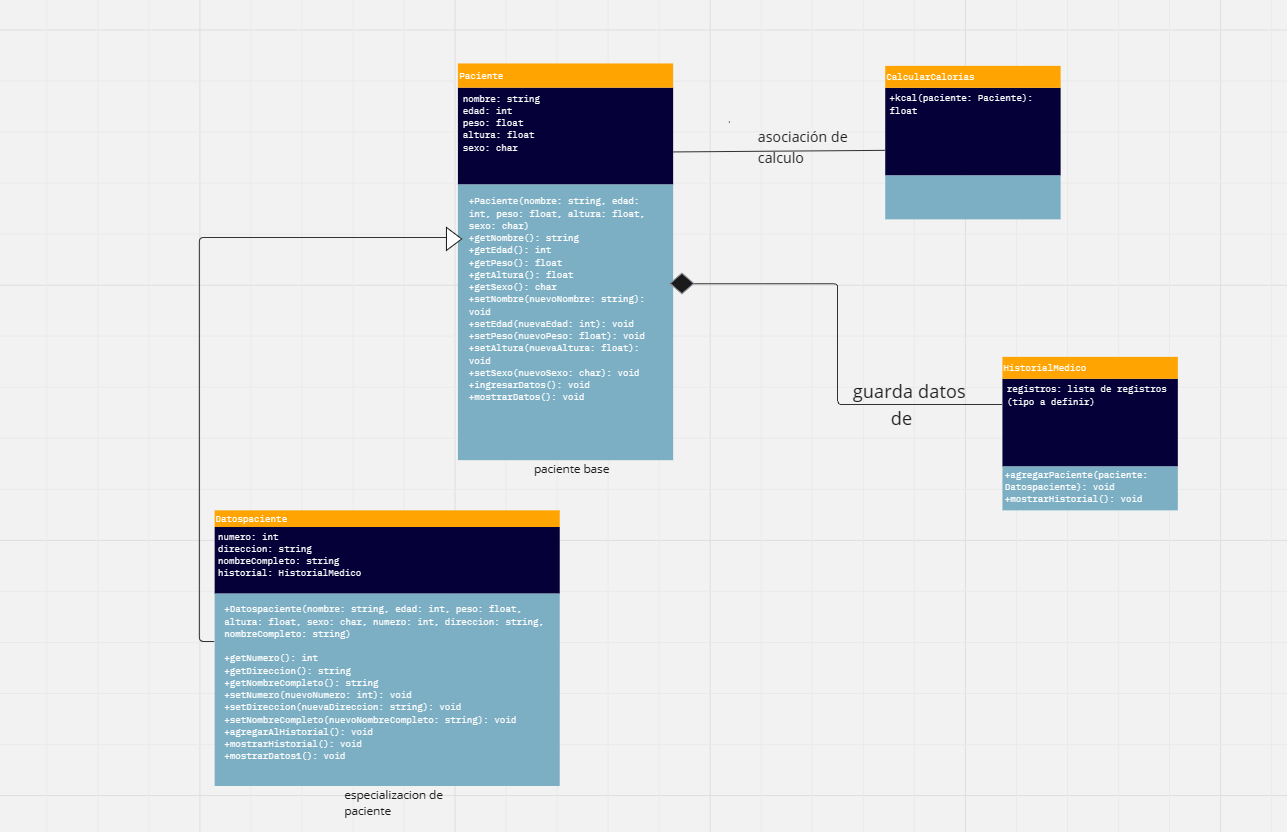 Paciente
nombre: string
edad: int
peso: float
altura: float
sexo: char
+Paciente(nombre: string, edad:
int, peso: float, altura: float,
sexo: char)
+getNombre(): string
+getEdad(): int
+getPeso(): float
+getAltura(): float
+getSexo(): char
+setNombre(nuevoNombre: string):
void
+setEdad(nuevaEdad: int): void
+setPeso(nuevoPeso: float): void
+setAltura(nuevaAltura: float):
void
+setSexo(nuevoSexo: char): void
+ingresarDatos(): void
+mostrarDatos(): void
paciente base
asociación de
calculo
CalcularCalorias
+kcal(paciente: Paciente):
float
guarda datos
de
HistorialMedico
registros: lista de registros
(tipo a definir)
+agregarPaciente(paciente:
Datospaciente): void
+mostrarHistorial(): void
Datospaciente
numero: int
direccion: string
nombreCompleto: string
historial: HistorialMedico
+Datospaciente(nombre: string, edad: int, peso: float,
altura: float, sexo: char, numero: int, direccion: string,
nombreCompleto: string)
+getNumero(): int
+getDireccion(): string
+getNombreCompleto(): string
+setNumero(nuevoNumero: int): void
+setDireccion(nuevaDireccion: string): void
+setNombreCompleto(nuevoNombreCompleto: string): void
+agregarAlHistorial(): void
+mostrarHistorial(): void
+mostrarDatos1(): void
especializacion de
paciente